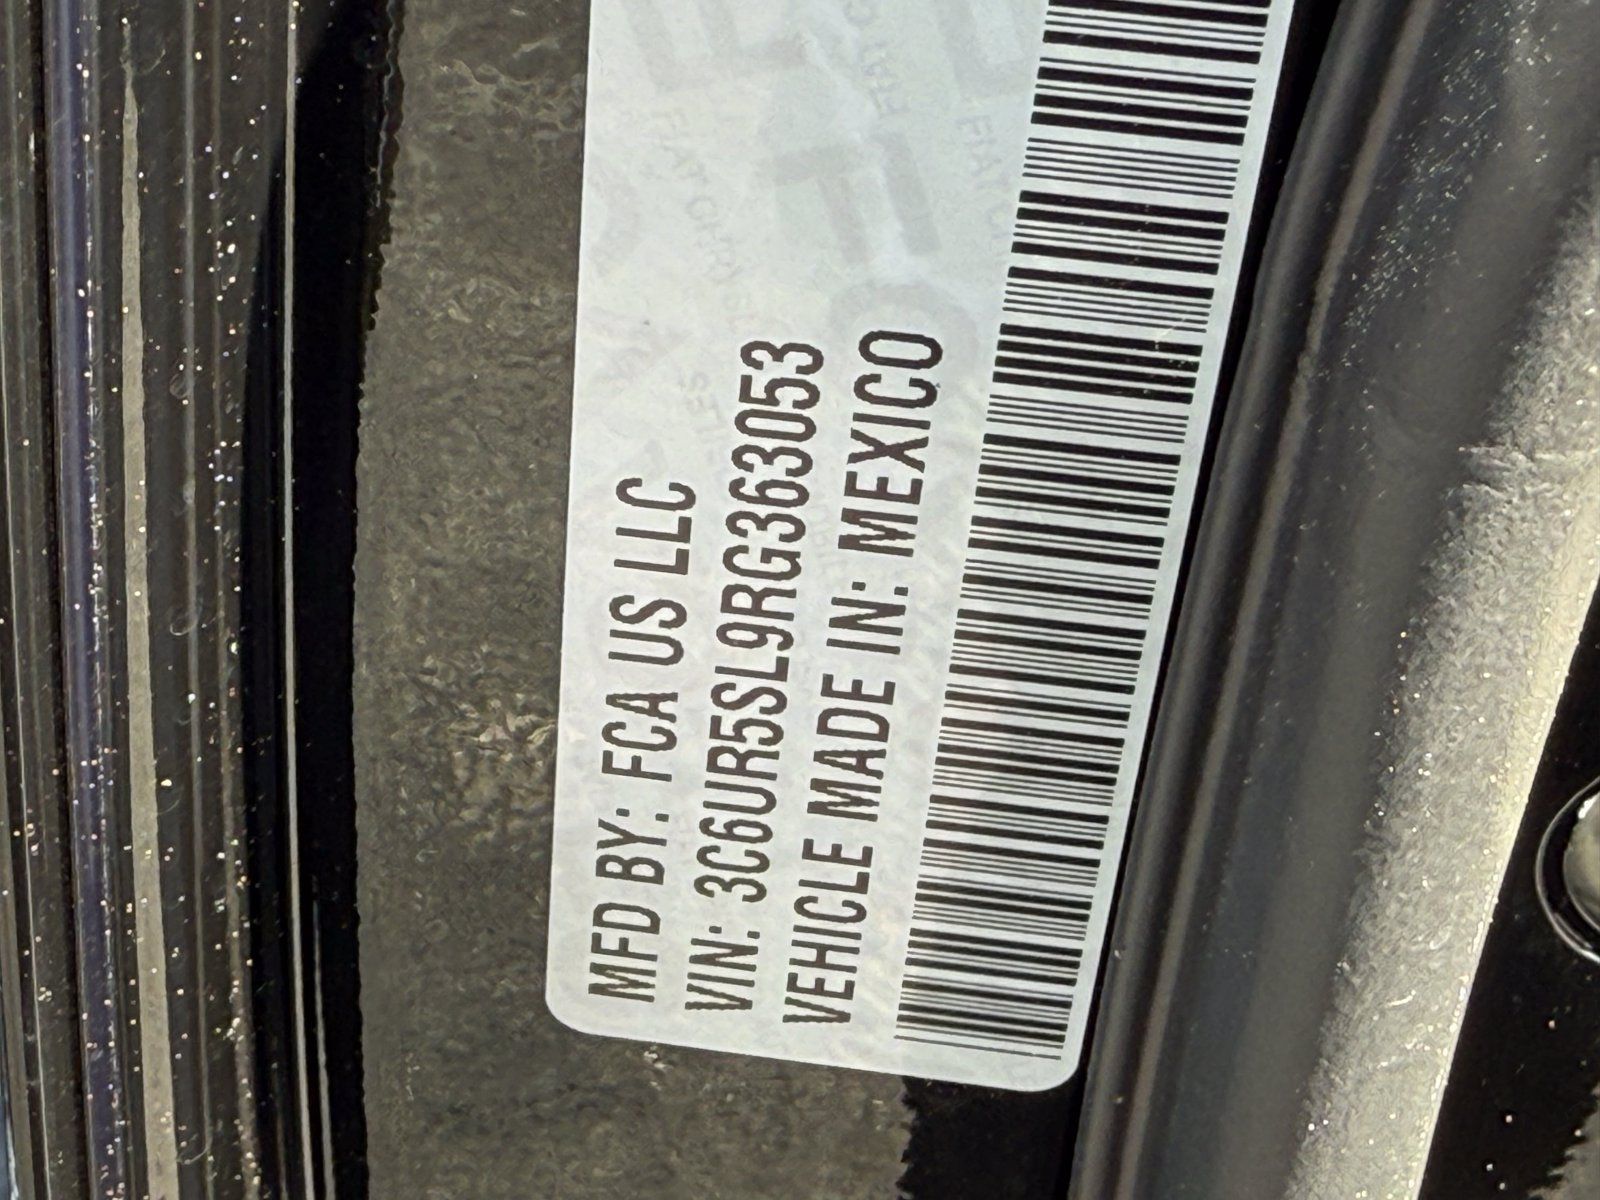 MFD BY: FCA US LLC
VIN: 3C6UR5SL9RG363053
VEHICLE MADE IN: MEXICO